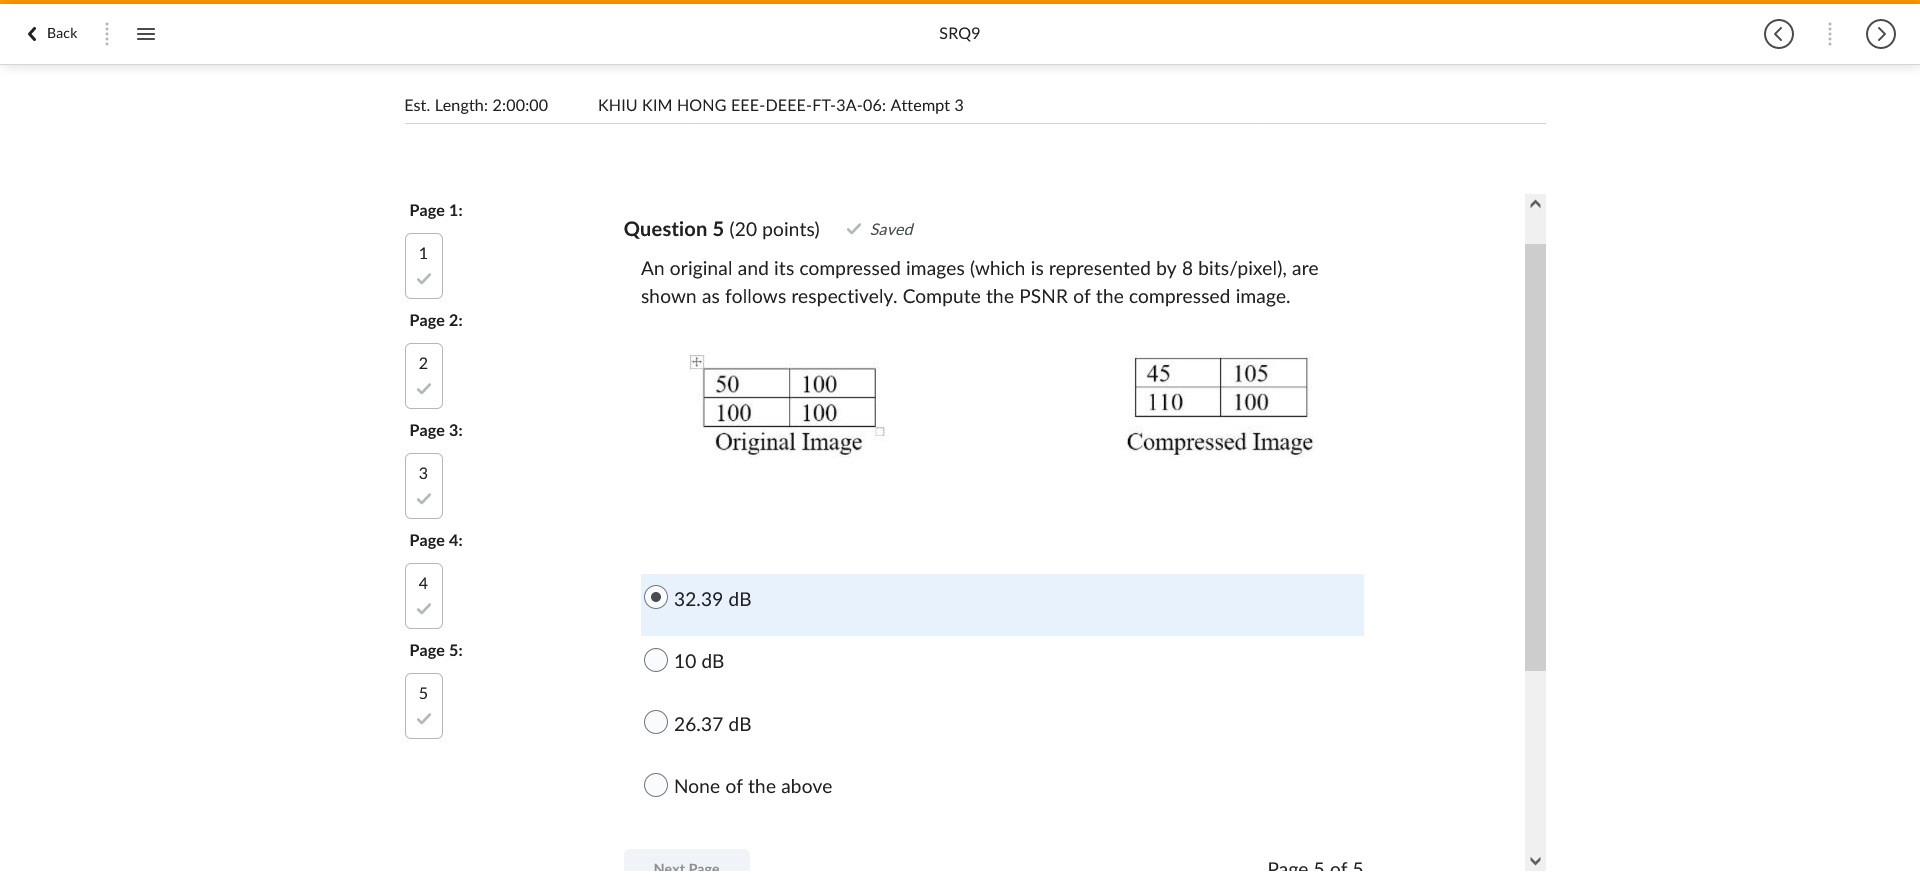 Back
SRQ9
Est. Length: 2:00:00 KHIU KIM HONG EEE-DEEE-FT-3A-06: Attempt 3
Page 1:
1
Page 2:
2
Page 3:
3
Page 4:
4
Page 5:
5
Question 5 (20 points) Saved
An original and its compressed images (which is represented by 8 bits/pixel), are
shown as follows respectively. Compute the PSNR of the compressed image.
50 100
100 100
Original Image
45 105
110 100
Compressed Image
32.39 dB
10 dB
26.37 dB
None of the above
Next Page
Page 5 of 5